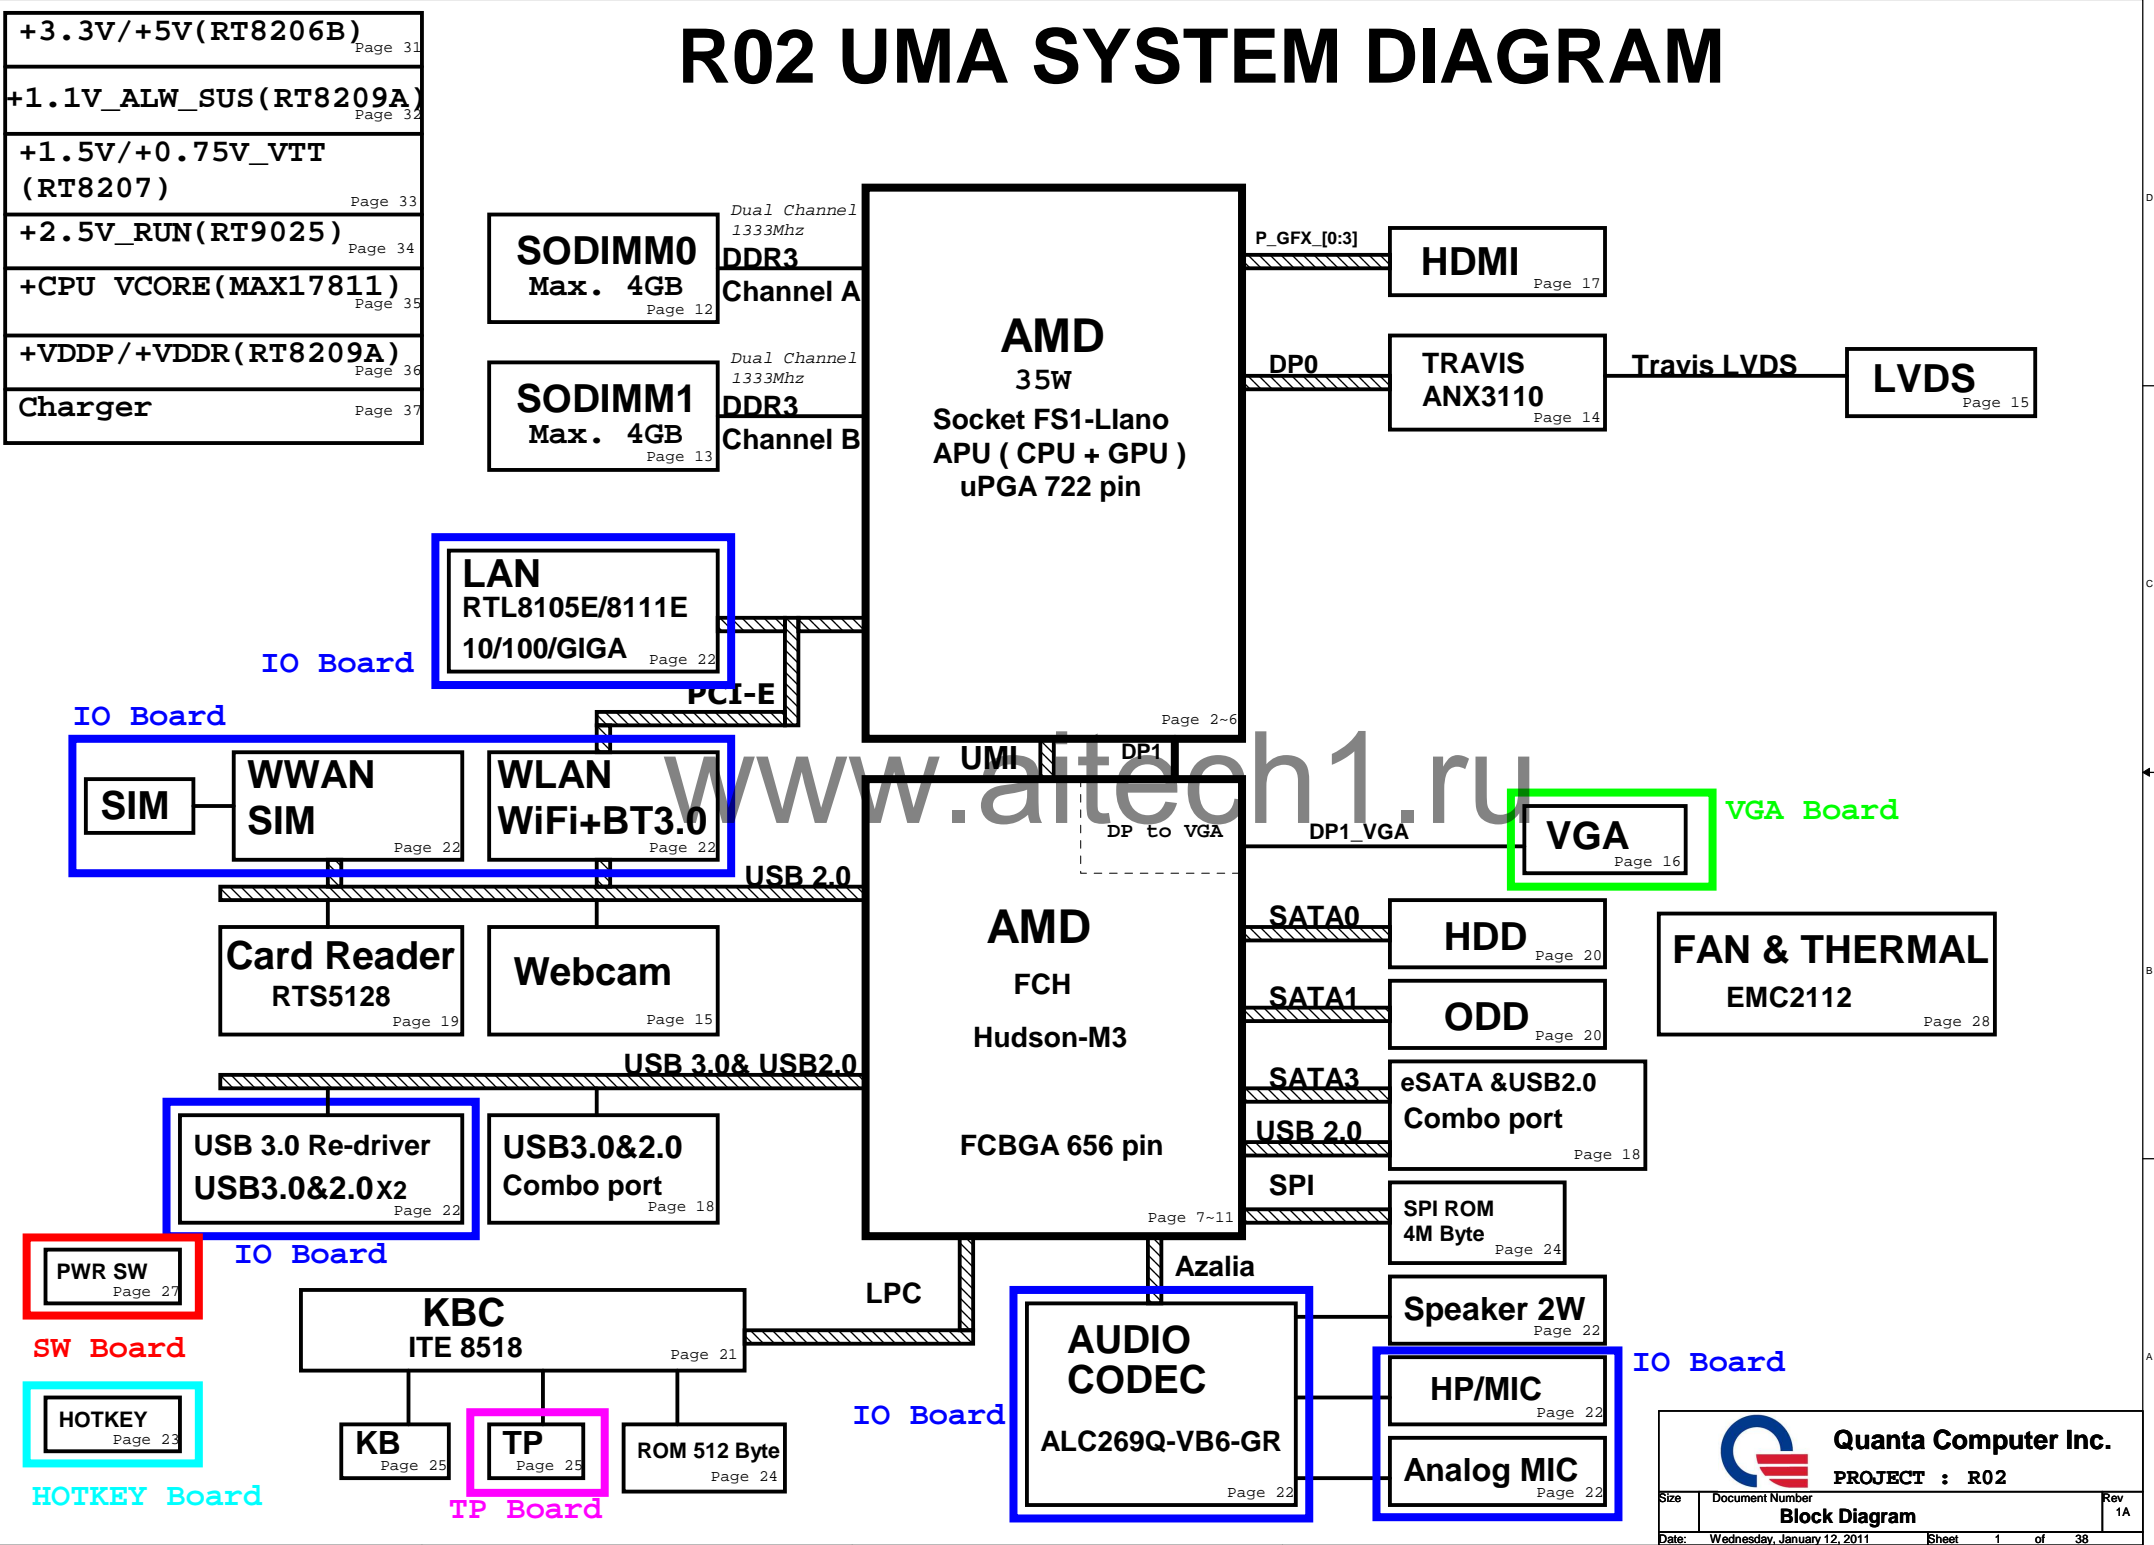 R02 UMA SYSTEM DIAGRAM
+3.3V/+5V(RT8206B)
Page 31
+1.1V_ALW_SUS(RT8209A)
Page 32
+1.5V/+0.75V_VTT
(RT8207)
Page 33
+2.5V_RUN(RT9025)
Page 34
+CPU VCORE(MAX17811)
Page 35
+VDDP/+VDDR(RT8209A)
Page 36
Charger
Page 37
SODIMM0
Max. 4GB
Page 12
Dual Channel
1333Mhz
DDR3
Channel A
SODIMM1
Max. 4GB
Page 13
Dual Channel
1333Mhz
DDR3
Channel B
AMD
35W
Socket FS1-LIano
APU ( CPU + GPU )
uPGA 722 pin
Page 2~6
P_GFX_[0:3]
HDMI
Page 17
DP0
TRAVIS
ANX3110
Page 14
Travis LVDS
LVDS
Page 15
LAN
RTL8105E/8111E
10/100/GIGA
Page 22
IO Board
PCI-E
IO Board
SIM
WWAN
SIM
Page 22
WLAN
WiFi+BT3.0
Page 22
UMI
DP1
www.aitech1.ru
DP to VGA
DP1_VGA
VGA
Page 16
VGA Board
USB 2.0
Card Reader
RTS5128
Page 19
Webcam
Page 15
AMD
FCH
Hudson-M3
FCBGA 656 pin
Page 7~11
SATA0
HDD
Page 20
SATA1
ODD
Page 20
FAN & THERMAL
EMC2112
Page 28
USB 3.0& USB2.0
SATA3
USB 2.0
eSATA &USB2.0
Combo port
Page 18
USB 3.0 Re-driver
USB3.0&2.0X2
Page 22
IO Board
USB3.0&2.0
Combo port
Page 18
SPI
SPI ROM
4M Byte
Page 24
PWR SW
Page 27
SW Board
HOTKEY
Page 23
HOTKEY Board
LPC
Azalia
KBC
ITE 8518
Page 21
KB
Page 25
TP
Page 25
TP Board
ROM 512 Byte
Page 24
AUDIO
CODEC
ALC269Q-VB6-GR
Page 22
IO Board
Speaker 2W
Page 22
IO Board
HP/MIC
Page 22
Analog MIC
Page 22
Quanta Computer Inc.
PROJECT : R02
Size
Document Number
Rev
Block Diagram
1A
Date: Wednesday, January 12, 2011
Sheet 1 of 38
D
C
B
A